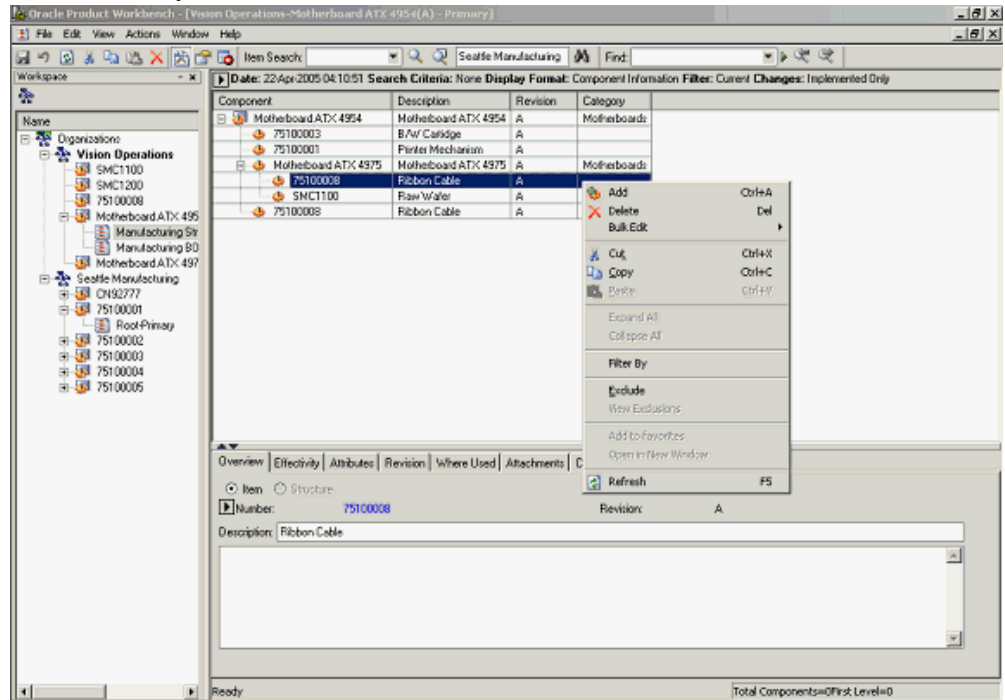 Oracle Product Workbench - [Vision Operations-Motherboard ATX 4954(A) - Primary]
File Edit View Actions Window Help
Item Search: Seattle Manufacturing Find:
Workspace
Date: 22-Apr-2005 04:10:51 Search Criteria: None Display Format: Component Information Filter: Current Changes: Implemented Only
Name
Organizations
Vision Operations
SMC1100
SMC1200
75100008
Motherboard ATX 495
Manufacturing Str
Manufacturing BO
Motherboard ATX 497
Seattle Manufacturing
CN92777
75100001
Root-Primary
75100002
75100003
75100004
75100005
Component Description Revision Category
Motherboard ATX 4954 Motherboard ATX 4954 A Motherboards
75100003 B/W Cartidge A
75100001 Printer Mechanism A
Motherboard ATX 4975 Motherboard ATX 4975 A Motherboards
75100008 Ribbon Cable A
SMC1100 Raw Wafer A
75100008 Ribbon Cable A
Add Ctrl+A
Delete Del
Bulk Edit
Cut Ctrl+X
Copy Ctrl+C
Paste Ctrl+V
Expand All
Collapse All
Filter By
Exclude
View Exclusions
Add to favorites
Open in New Window
Refresh F5
Overview Effectivity Attributes Revision Where Used Attachments C
Item Structure
Number: 75100008 Revision: A
Description: Ribbon Cable
Ready Total Components=0First Level=0